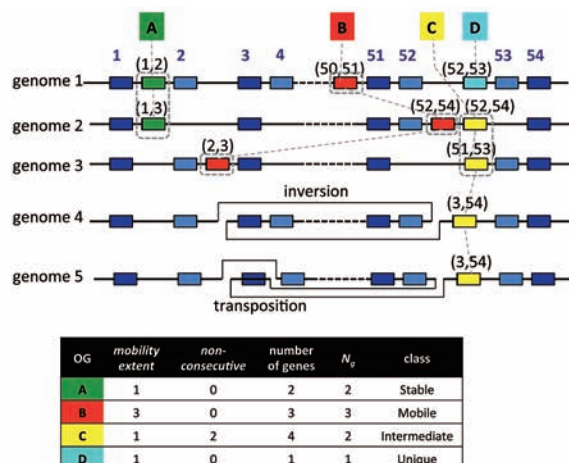 A B C D
1 2 3 4 51 52 53 54
genome 1 (1,2) (50,51) (52,53)
genome 2 (1,3) (52,54) (52,54)
genome 3 (2,3) (51,53)
inversion
genome 4 (3,54)
genome 5 (3,54)
transposition
OG mobility extent non-consecutive number of genes Ng class
A 1 0 2 2 Stable
B 3 0 3 3 Mobile
C 1 2 4 2 Intermediate
D 1 0 1 1 Unique